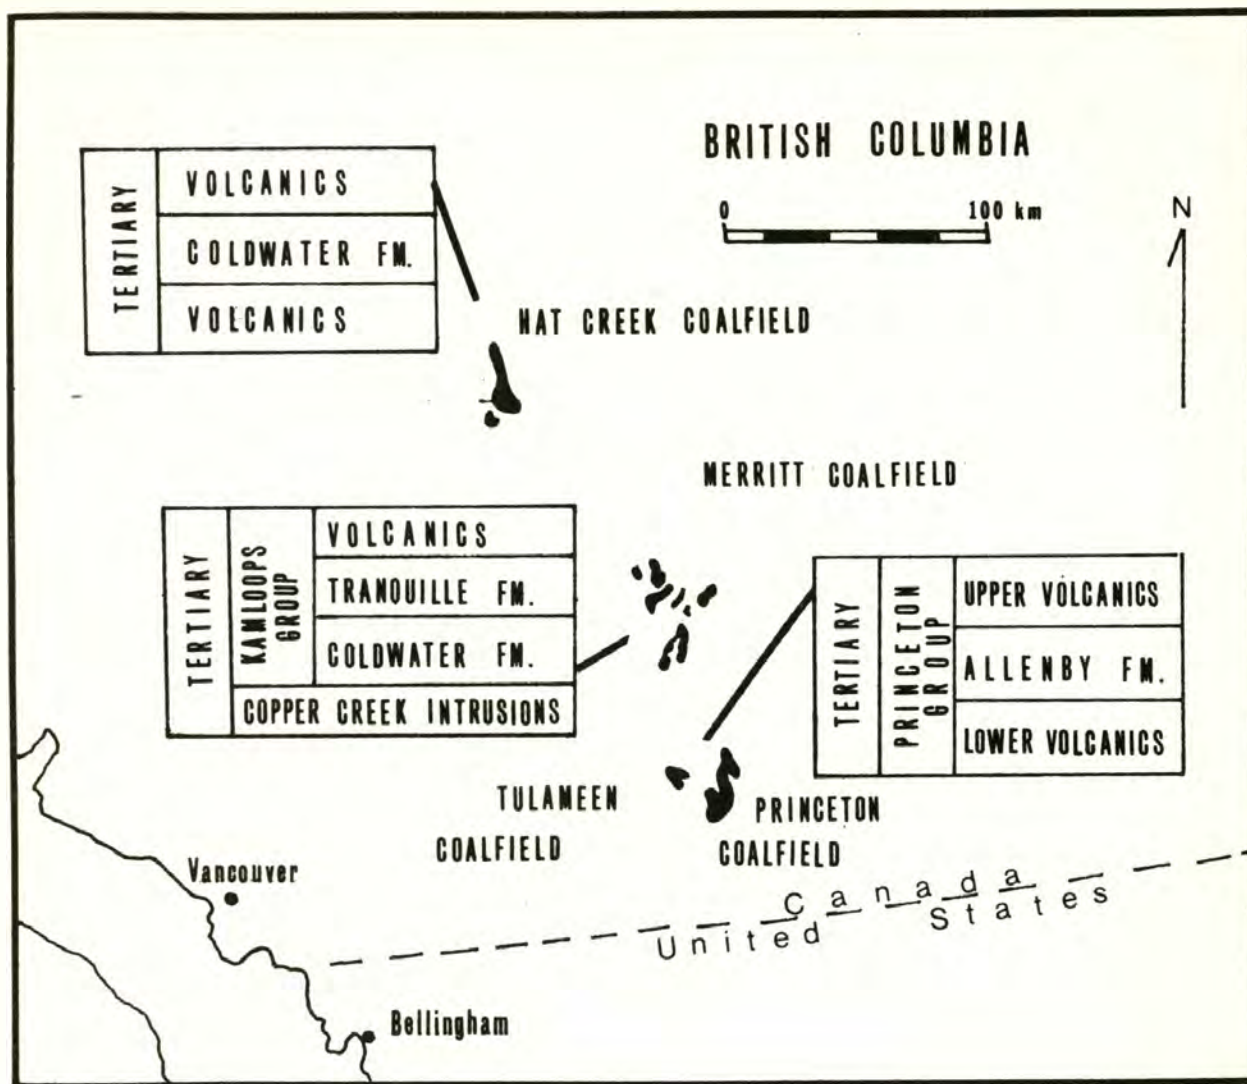 BRITISH COLUMBIA
0 100 km
N
TERTIARY
VOLCANICS
COLDWATER FM.
VOLCANICS
HAT CREEK COALFIELD
MERRITT COALFIELD
TERTIARY
KAMLOOPS
GROUP
VOLCANICS
TRANQUILLE FM.
COLDWATER FM.
COPPER CREEK INTRUSIONS
TERTIARY
PRINCETON
GROUP
UPPER VOLCANICS
ALLENBY FM.
LOWER VOLCANICS
TULAMEEN
COALFIELD
PRINCETON
COALFIELD
Vancouver
Canada
United States
Bellingham